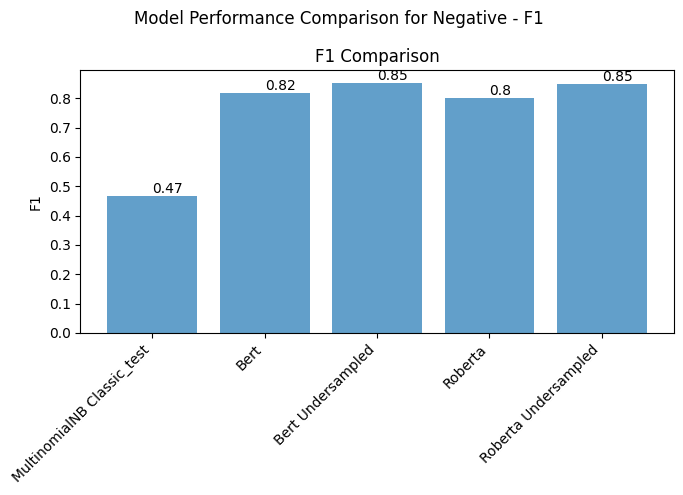 Model Performance Comparison for Negative - F1
F1 Comparison
F1
0.8
0.7
0.6
0.5
0.4
0.3
0.2
0.1
0.0
0.47
0.82
0.85
0.8
0.85
MultinomialNB Classic_test
Bert
Bert Undersampled
Roberta
Roberta Undersampled